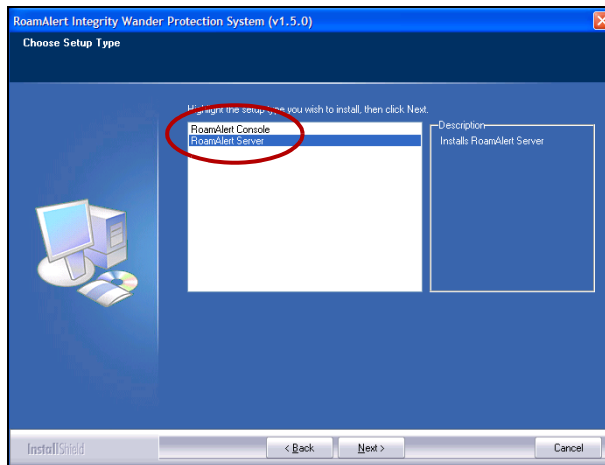 RoamAlert Integrity Wander Protection System (v1.5.0)
Choose Setup Type
Highlight the setup type you wish to install, then click Next.
RoamAlert Console
RoamAlert Server
Description
Installs RoamAlert Server
InstallShield
< Back
Next >
Cancel